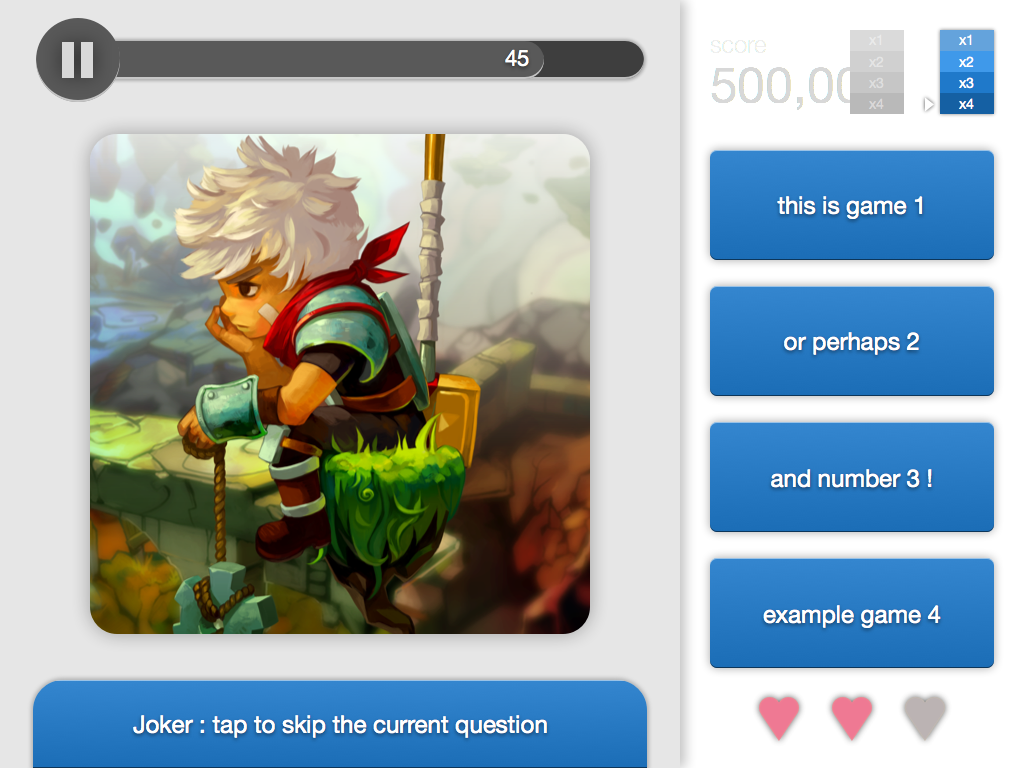 45
score
500,00
x1
x2
x3
x4
x1
x2
x3
x4
this is game 1
or perhaps 2
and number 3 !
example game 4
Joker : tap to skip the current question